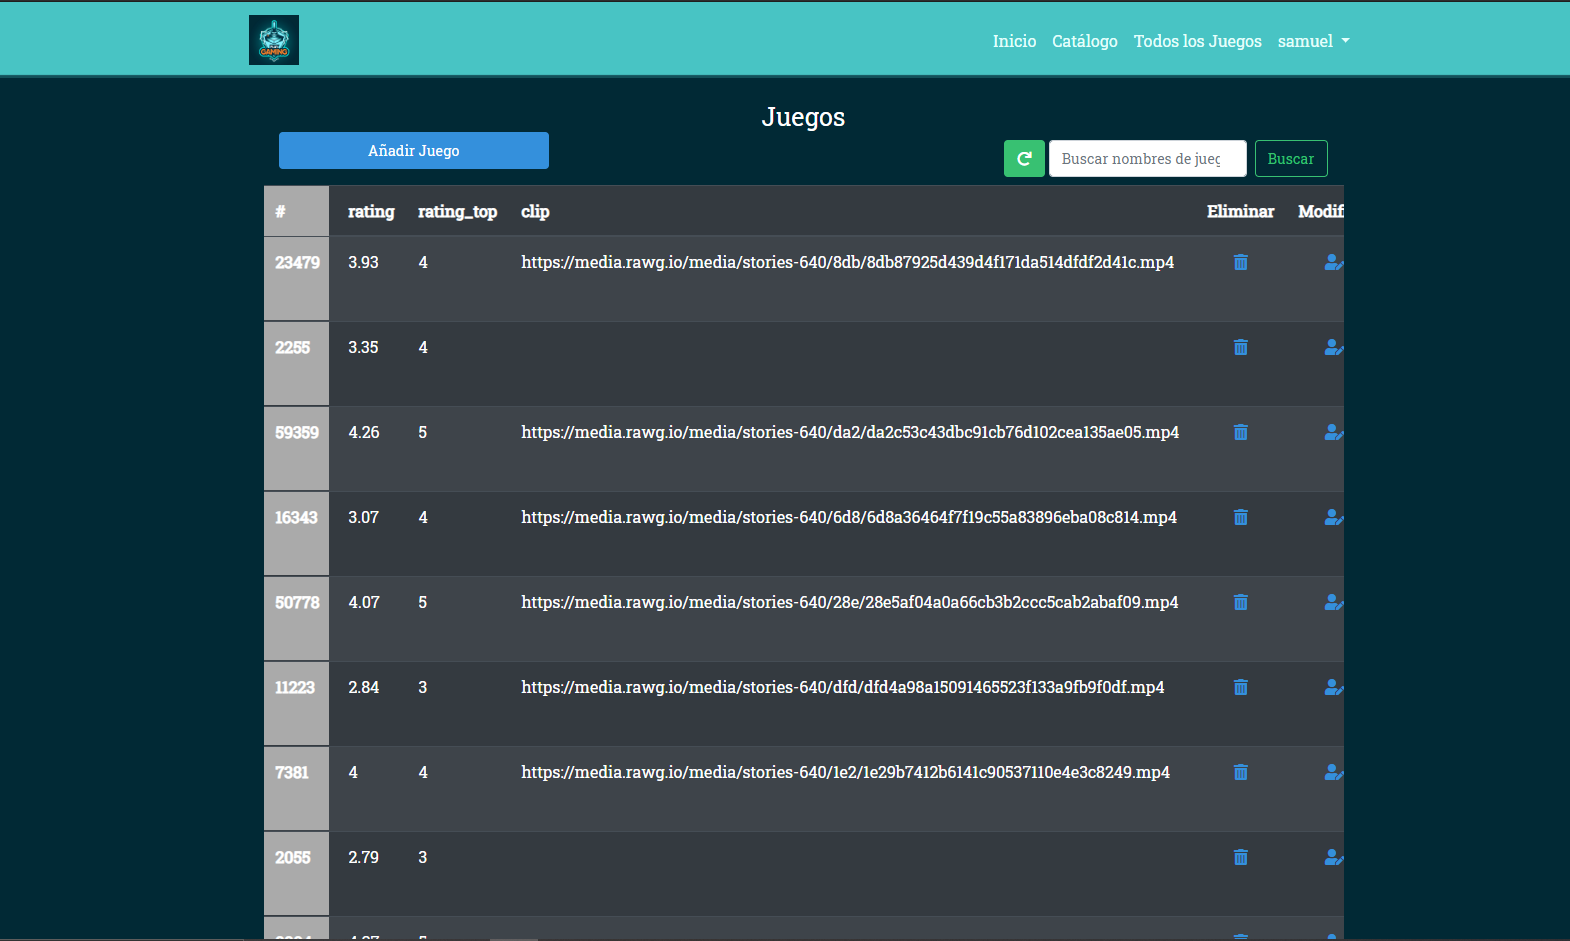 GAMING
Inicio Catálogo Todos los Juegos samuel
Juegos
Añadir Juego
Buscar nombres de jueg
Buscar
# rating rating_top clip Eliminar Modifi
23479 3.93 4 https://media.rawg.io/media/stories-640/8db/8db87925d439d4f171da514dfdf2d41c.mp4
2255 3.35 4
59359 4.26 5 https://media.rawg.io/media/stories-640/da2/da2c53c43dbc91cb76d102cea135ae05.mp4
16343 3.07 4 https://media.rawg.io/media/stories-640/6d8/6d8a36464f7f19c55a83896eba08c814.mp4
50778 4.07 5 https://media.rawg.io/media/stories-640/28e/28e5af04a0a66cb3b2ccc5cab2abaf09.mp4
11223 2.84 3 https://media.rawg.io/media/stories-640/dfd/dfd4a98a15091465523f133a9fb9f0df.mp4
7381 4 4 https://media.rawg.io/media/stories-640/1e2/1e29b7412b6141c90537110e4e3c8249.mp4
2055 2.79 3